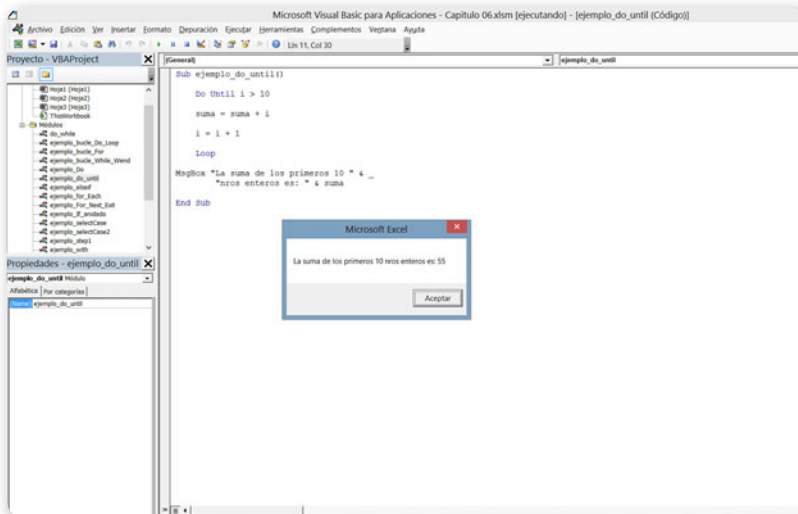 Microsoft Visual Basic para Aplicaciones - Capitulo 06.xlsm [ejecutando] - [ejemplo_do_until (Código)]
Archivo Edición Ver Insertar Formato Depuración Ejecutar Herramientas Complementos Ventana Ayuda
Lín 11, Col 30
Proyecto - VBAProject
Hoja1 (Hoja1)
Hoja2 (Hoja2)
Hoja3 (Hoja3)
ThisWorkbook
Módulos
do_while
ejemplo_bucle_Do_Loop
ejemplo_bucle_For
ejemplo_bucle_While_Wend
ejemplo_Do
ejemplo_do_until
ejemplo_elseif
ejemplo_for_Each
ejemplo_For_Next_Exit
ejemplo_If_anidado
ejemplo_selectCase
ejemplo_selectCase2
ejemplo_step1
ejemplo_with
Propiedades - ejemplo_do_until
ejemplo_do_until Módulo
Alfabética Por categorías
(Name) ejemplo_do_until
(General) ejemplo_do_until
Sub ejemplo_do_until()
Do Until i > 10
suma = suma + i
i = i + 1
Loop
MsgBox "La suma de los primeros 10 " & _
"nros enteros es: " & suma
End Sub
Microsoft Excel
La suma de los primeros 10 nros enteros es: 55
Aceptar